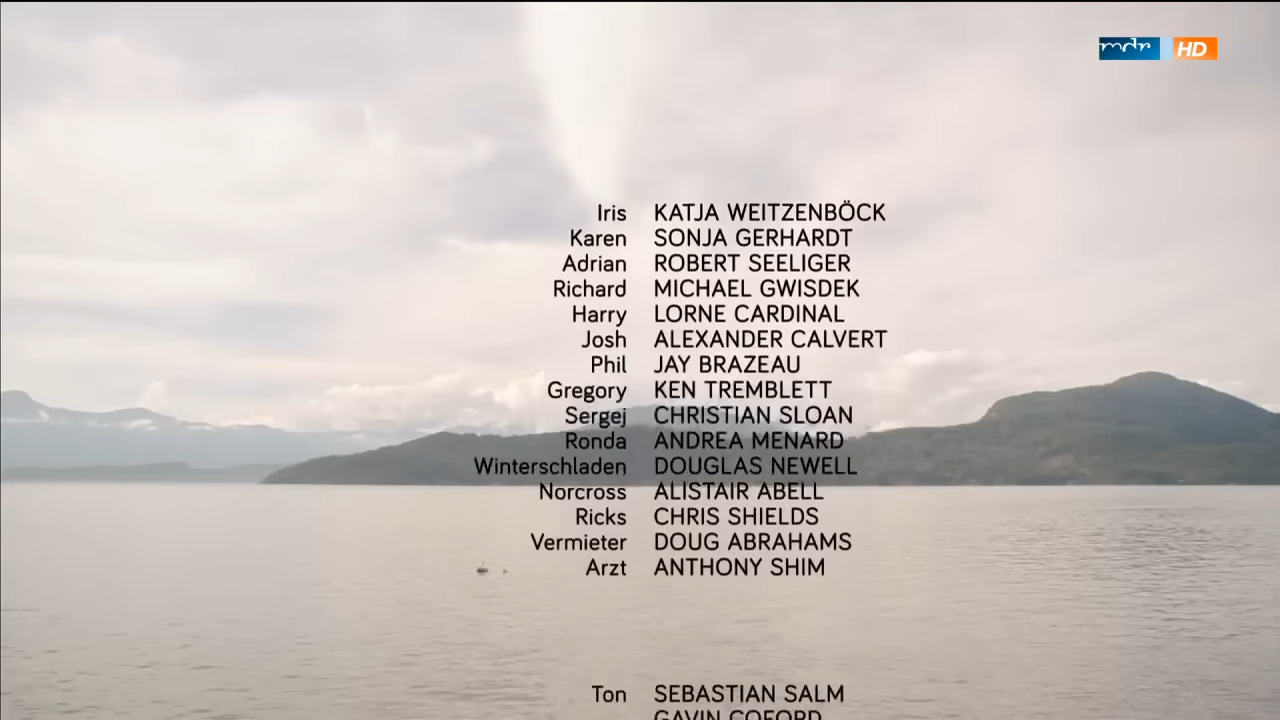 mdr HD
Iris KATJA WEITZENBÖCK
Karen SONJA GERHARDT
Adrian ROBERT SEELIGER
Richard MICHAEL GWISDEK
Harry LORNE CARDINAL
Josh ALEXANDER CALVERT
Phil JAY BRAZEAU
Gregory KEN TREMBLETT
Sergej CHRISTIAN SLOAN
Ronda ANDREA MENARD
Winterschladen DOUGLAS NEWELL
Norcross ALISTAIR ABELL
Ricks CHRIS SHIELDS
Vermieter DOUG ABRAHAMS
Arzt ANTHONY SHIM
Ton SEBASTIAN SALM
GAVIN